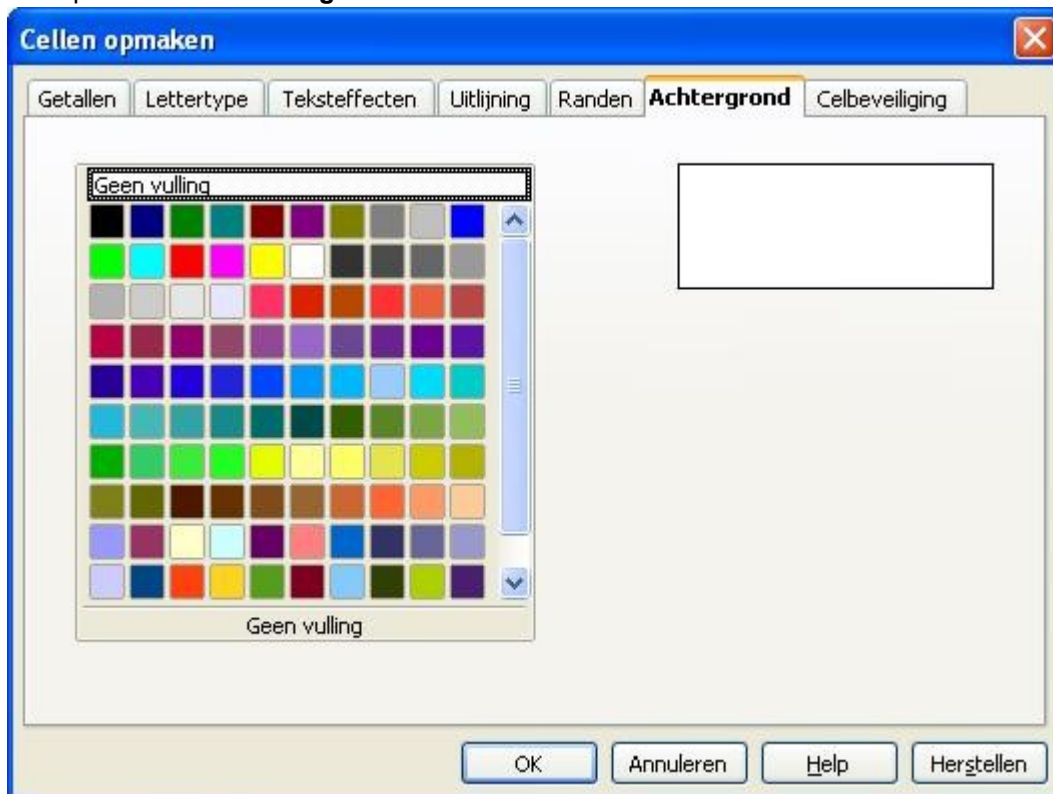 Cellen opmaken
Getallen Lettertype Teksteffecten Uitlijning Randen Achtergrond Celbeveiliging
Geen vulling
Geen vulling
OK Annuleren Help Herstellen